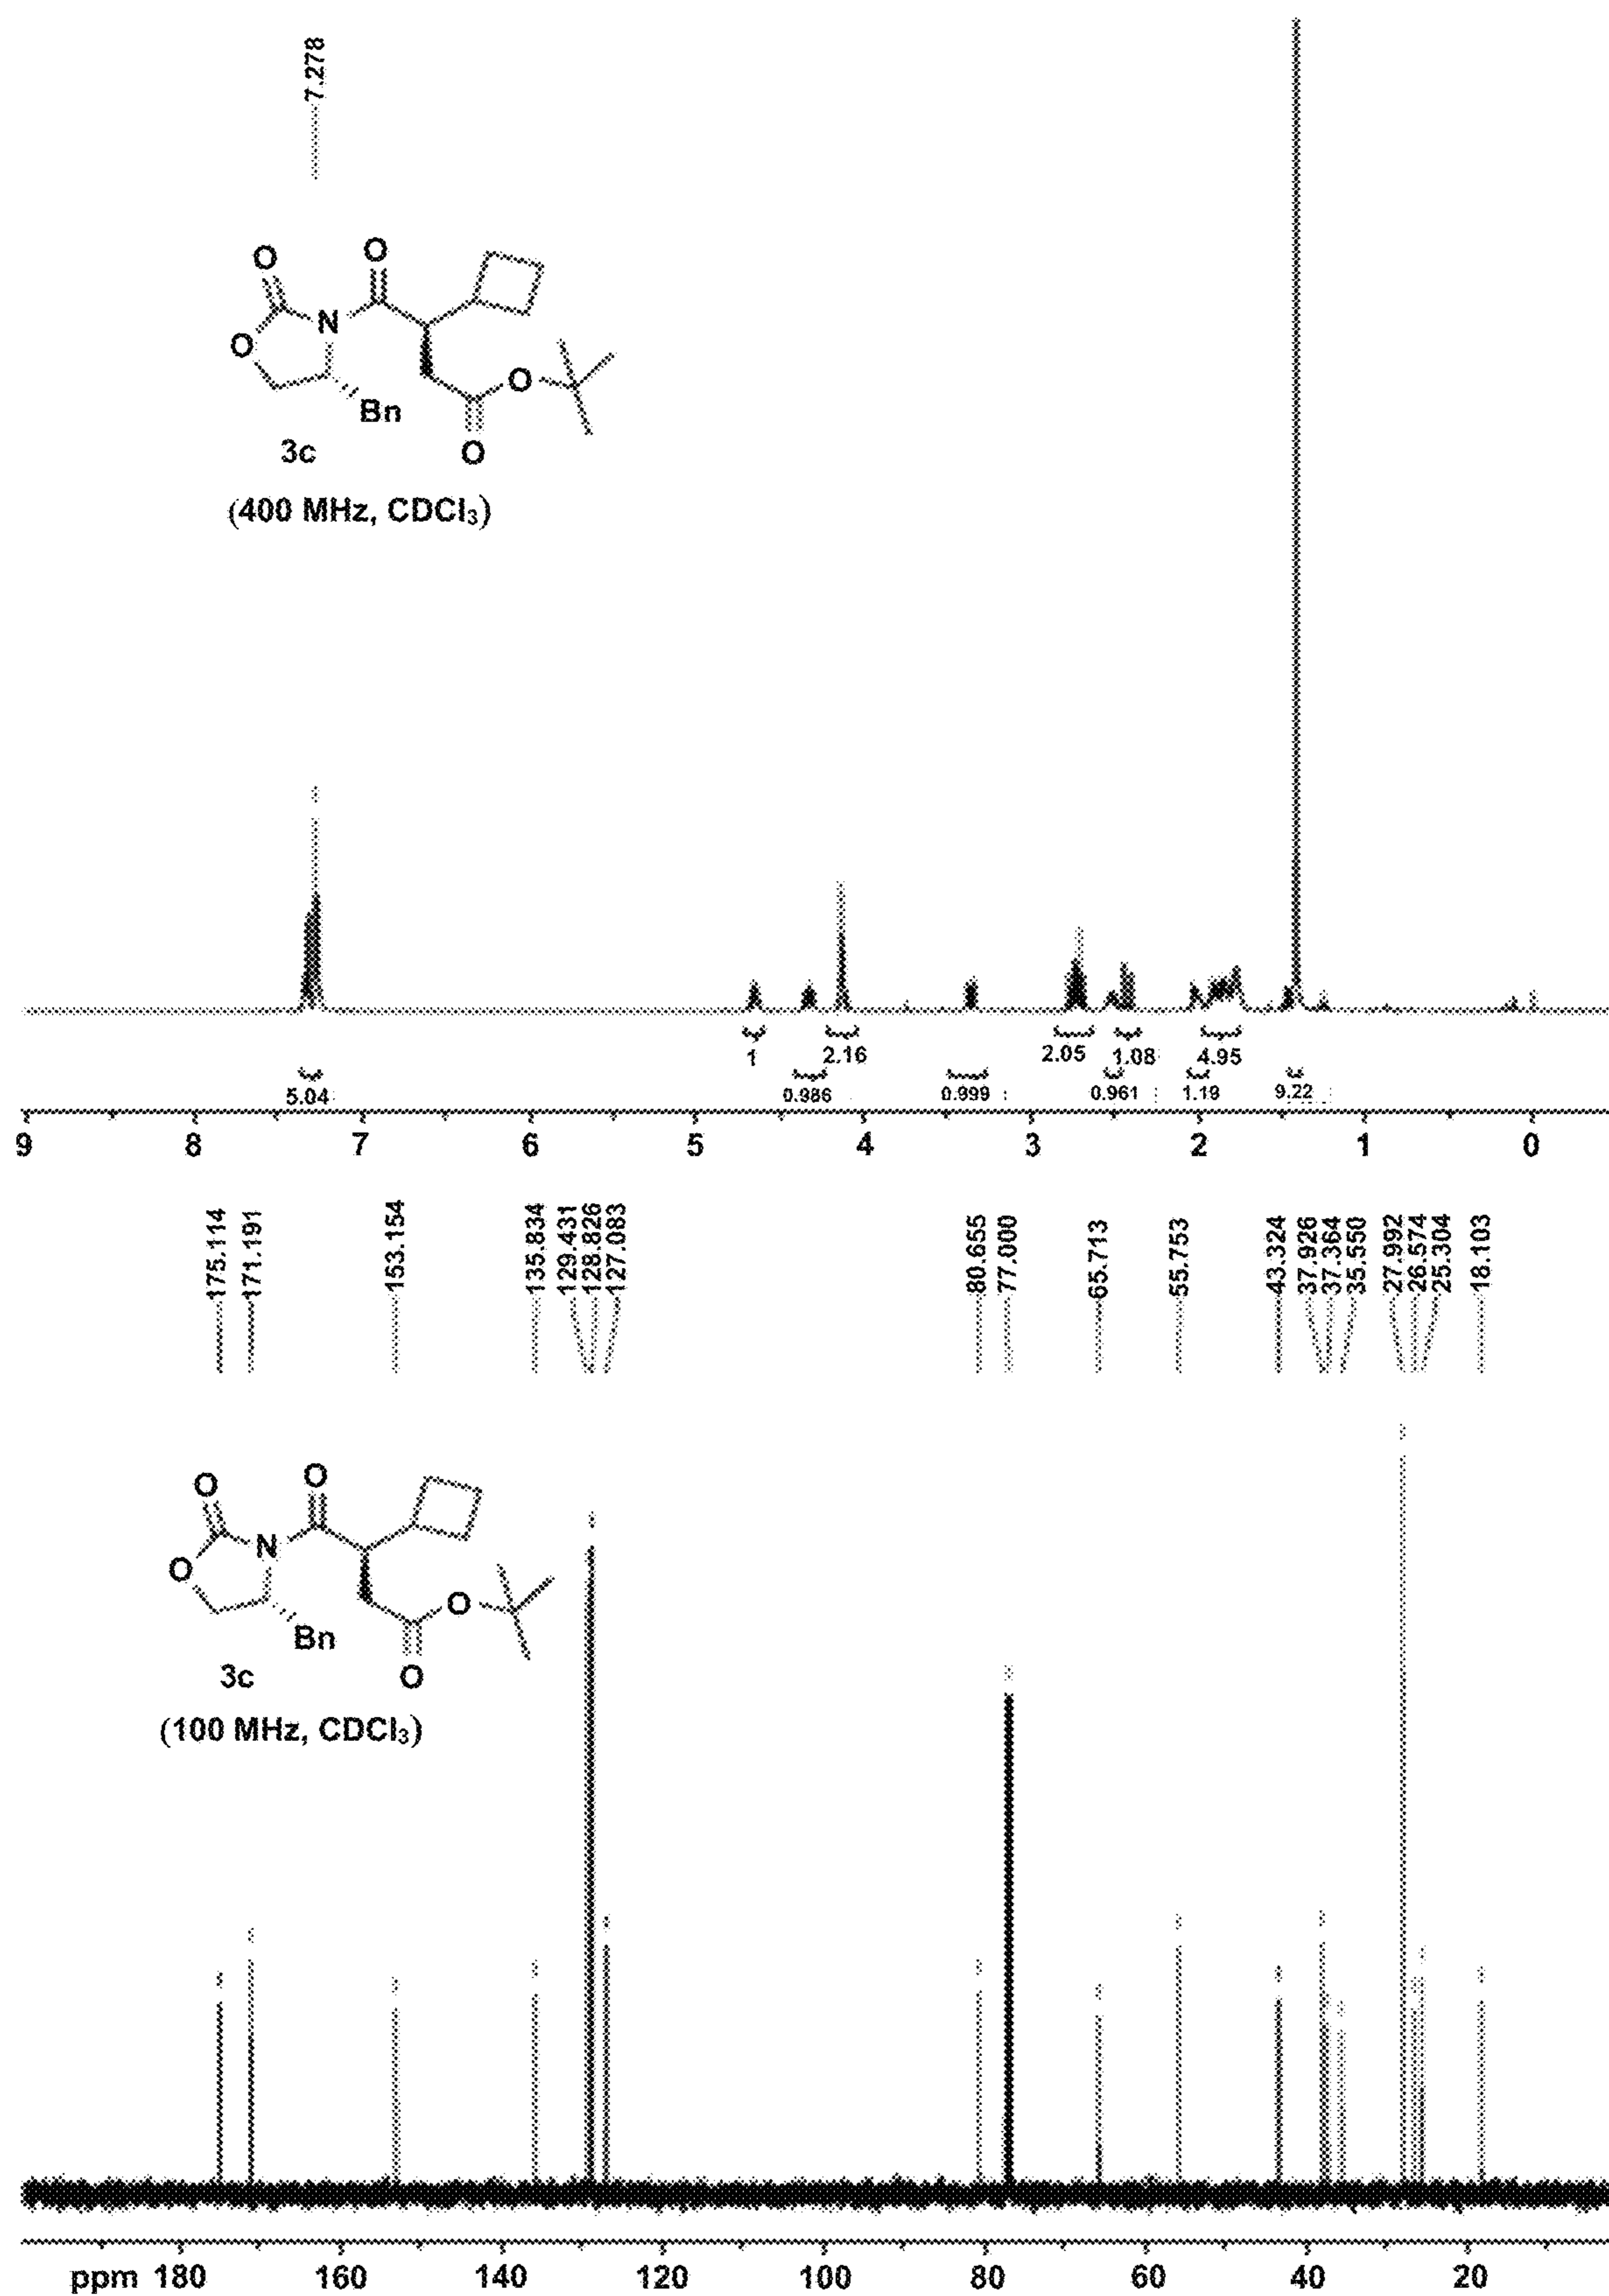 7.278
O
O
N
O
O
Bn
O
3c
(400 MHz, CDCl₃)
1
2.16
2.05
1.08
4.95
5.04
0.986
0.999
0.961
1.19
9.22
9 8 7 6 5 4 3 2 1 0
175.114
171.191
153.154
135.834
129.431
128.826
127.083
80.655
77.000
65.713
55.753
43.324
37.926
37.364
35.550
27.992
26.574
25.304
18.103
O
O
N
O
O
Bn
3c
O
(100 MHz, CDCl₃)
ppm 180 160 140 120 100 80 60 40 20